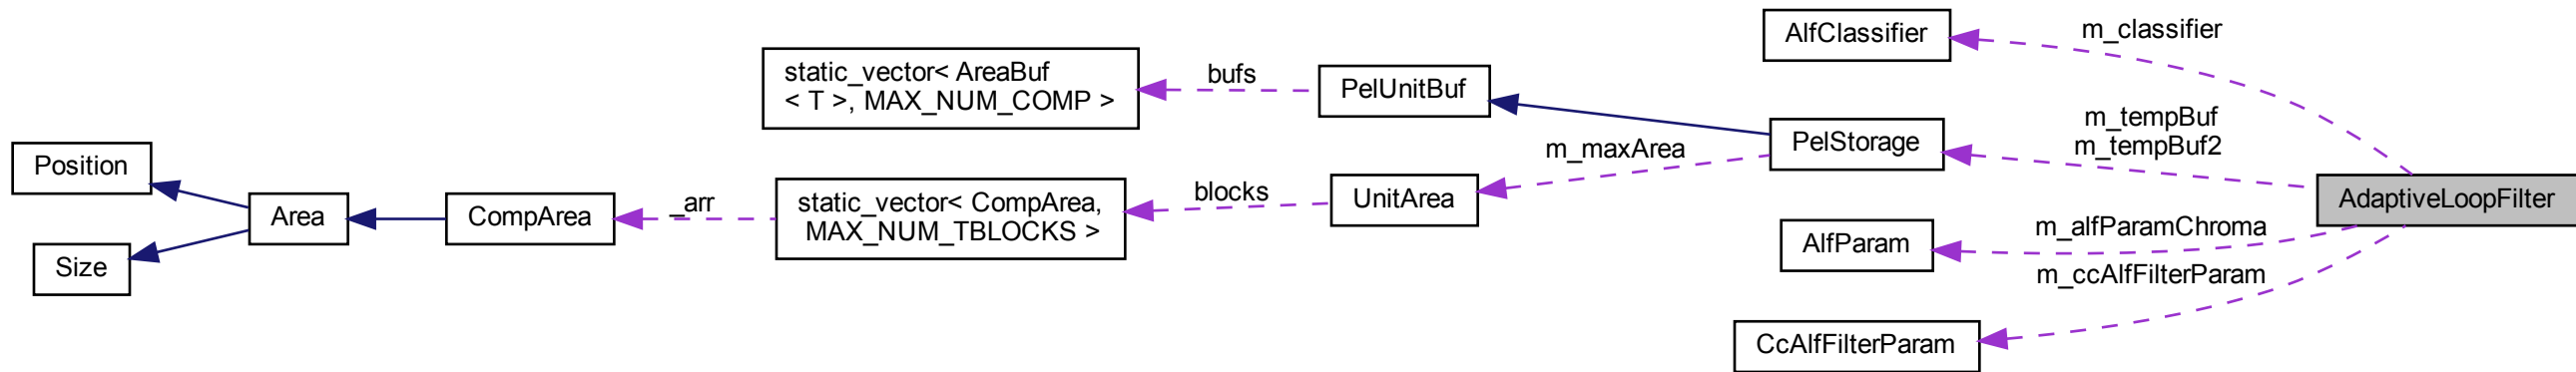 AlfClassifier
m_classifier
static_vector< AreaBuf
< T >, MAX_NUM_COMP >
bufs
PelUnitBuf
m_tempBuf
m_tempBuf2
PelStorage
m_maxArea
Position
Area
CompArea
_arr
static_vector< CompArea,
MAX_NUM_TBLOCKS >
blocks
UnitArea
AdaptiveLoopFilter
Size
AlfParam
m_alfParamChroma
m_ccAlfFilterParam
CcAlfFilterParam